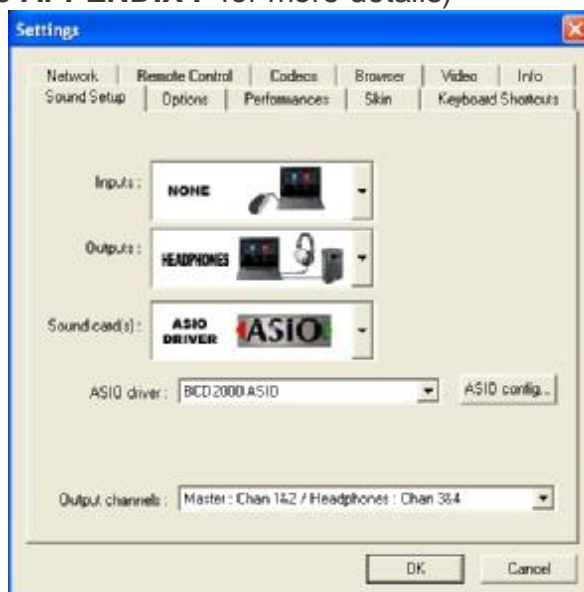 APPENDIX I for more details)
Settings
Network Remote Control Codecs Browser Video Info
Sound Setup Options Performances Skin Keyboard Shortcuts
Inputs : NONE
Outputs : HEADPHONES
Sound card(s) : ASIO DRIVER ASIO
ASIO driver : BCD2000 ASIO ASIO config...
Output channels : Master : Chan 1&2 / Headphones : Chan 3&4
OK Cancel